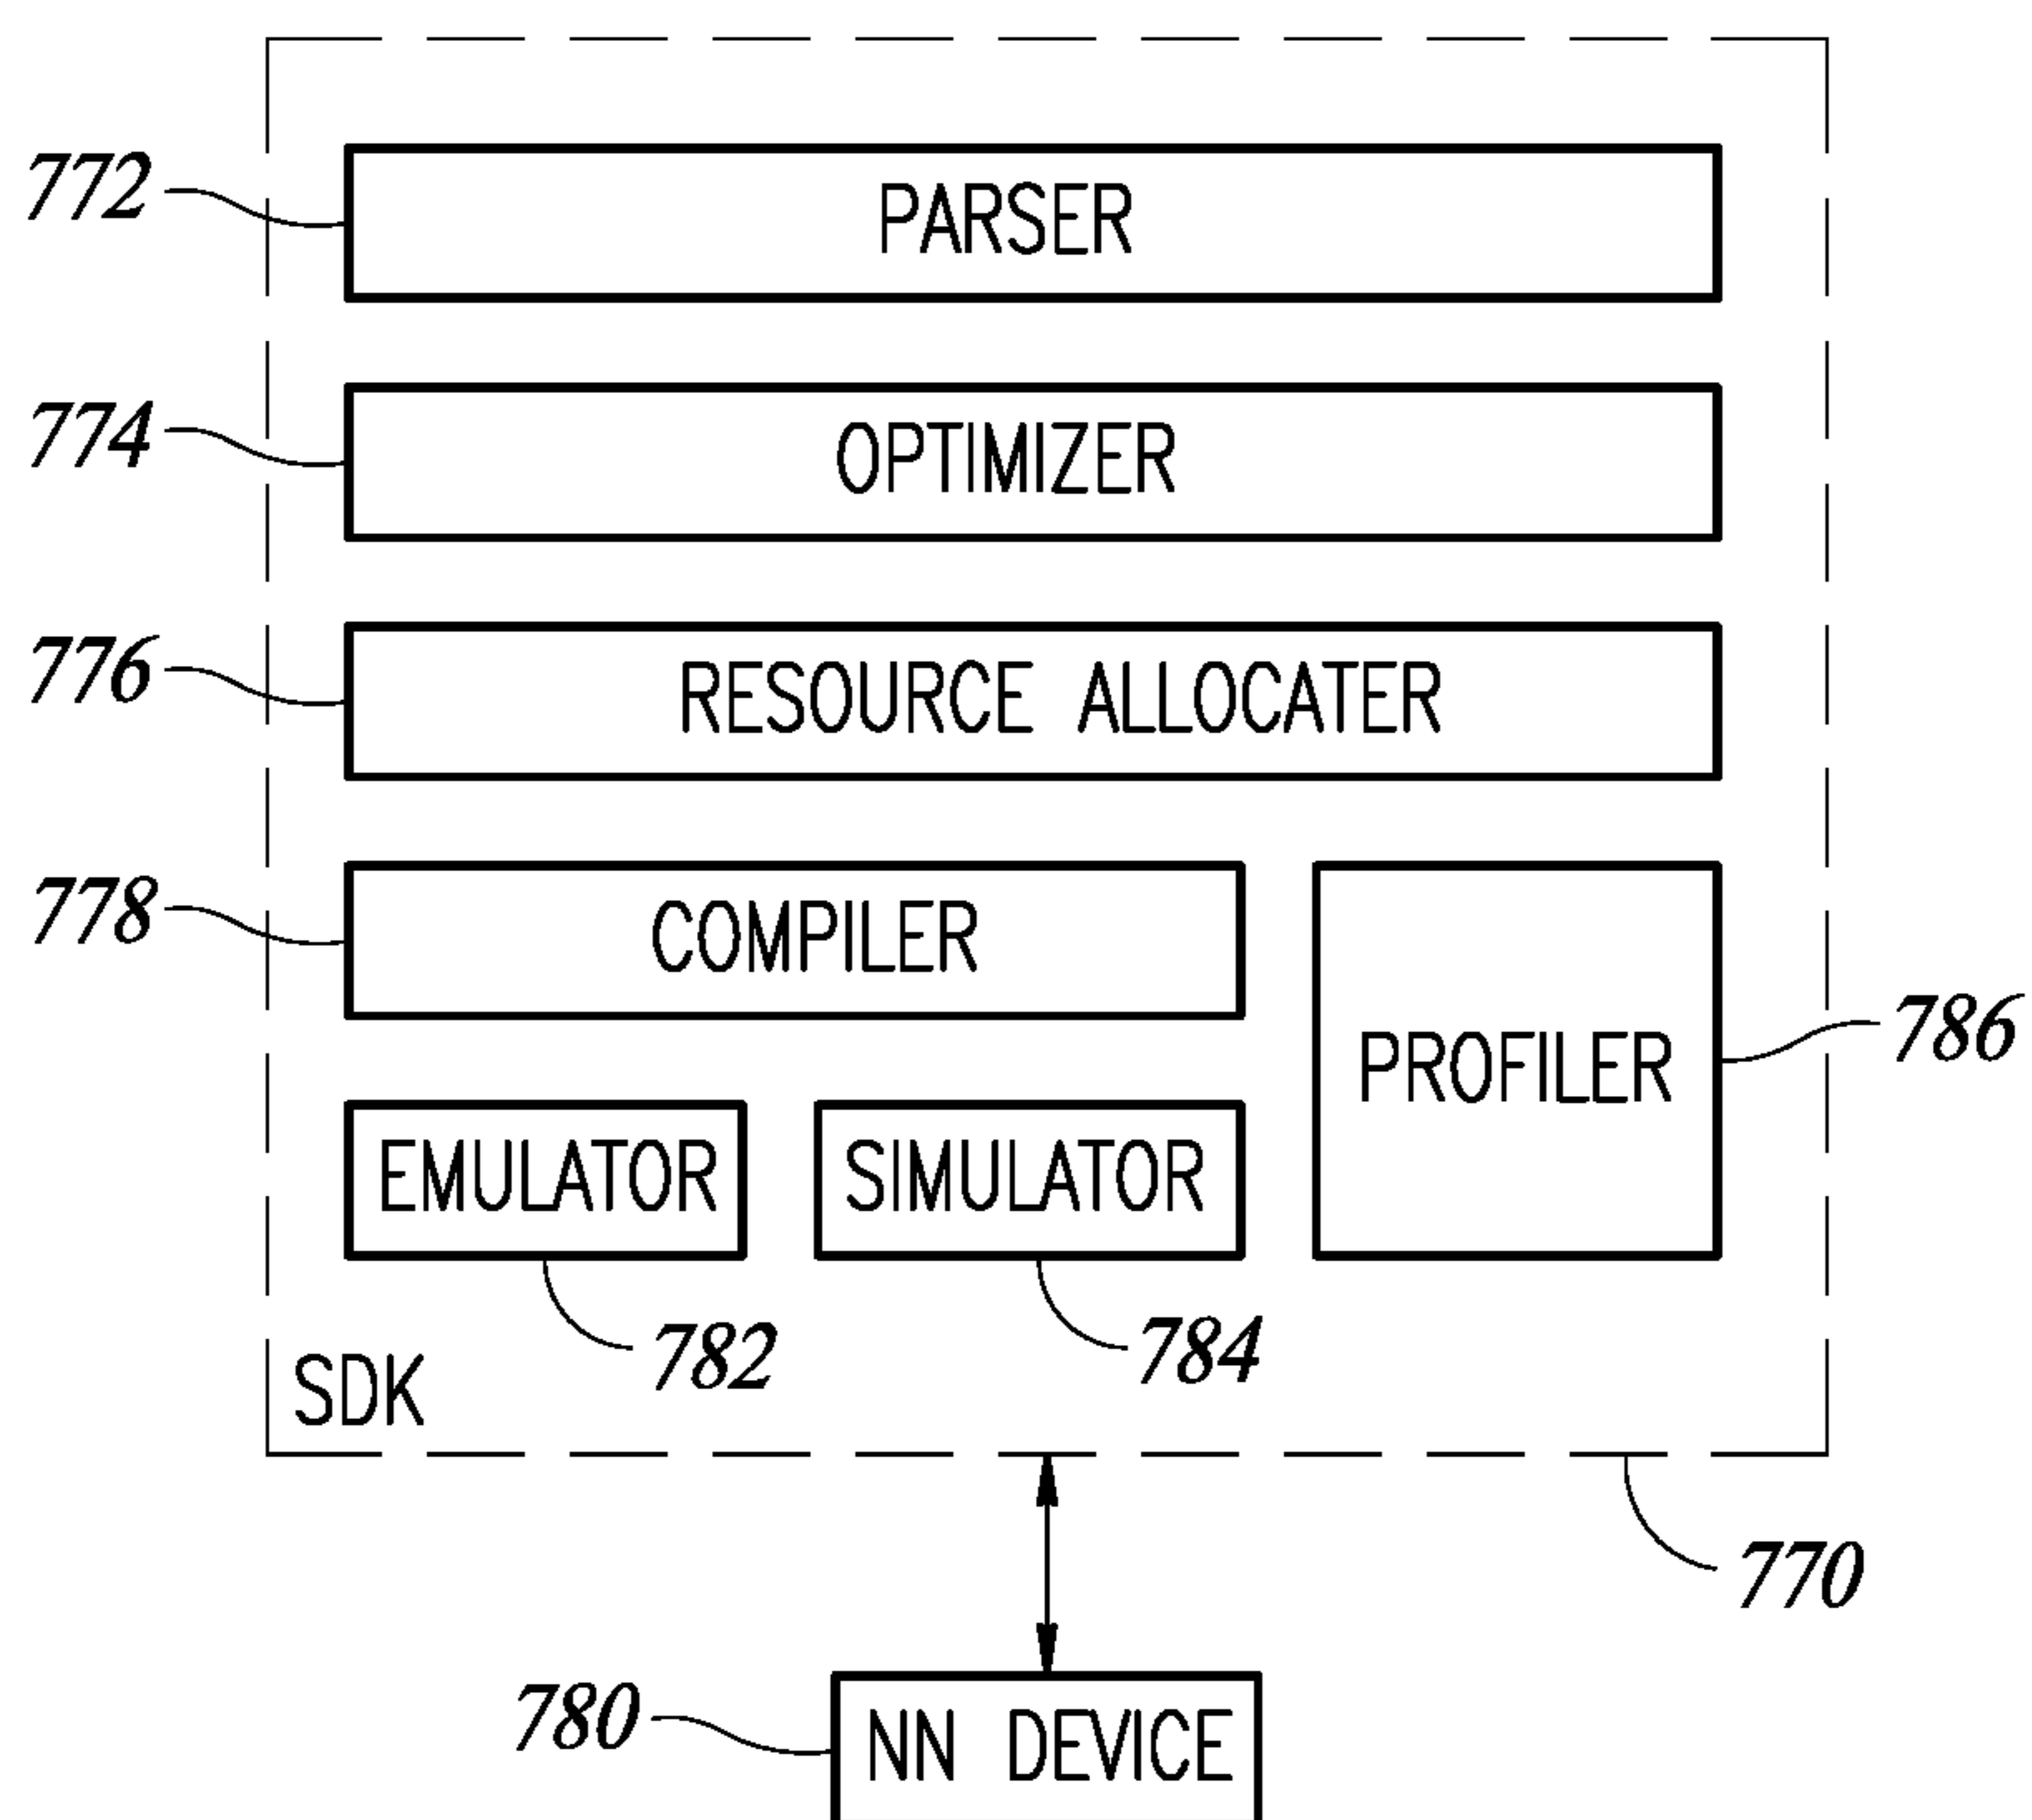 772
PARSER
774
OPTIMIZER
776
RESOURCE ALLOCATER
778
COMPILER
PROFILER
786
EMULATOR
SIMULATOR
782
784
SDK
770
780
NN DEVICE